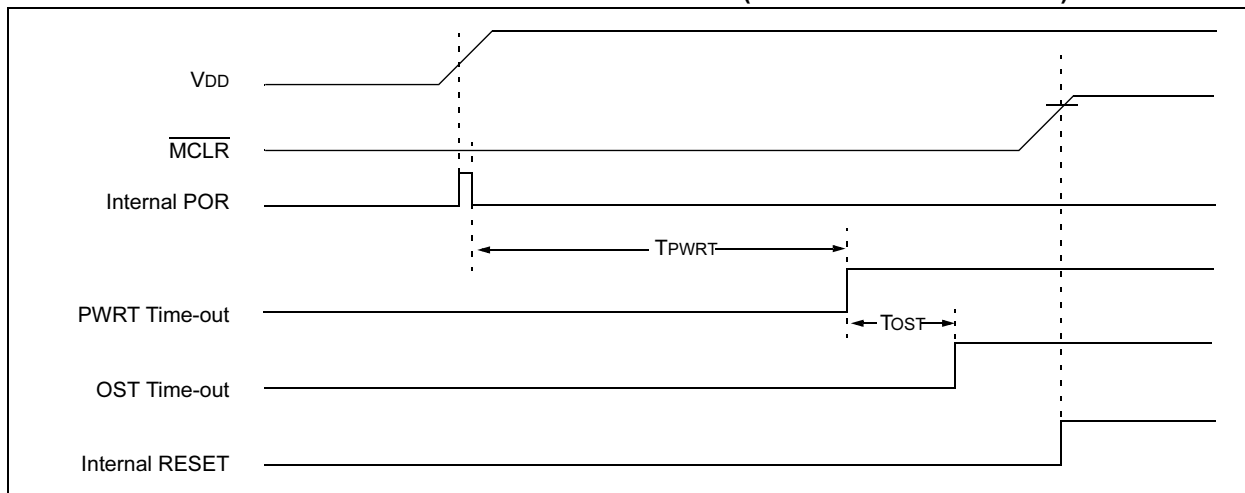 VDD
MCLR
Internal POR
TPWRT
PWRT Time-out
TOST
OST Time-out
Internal RESET